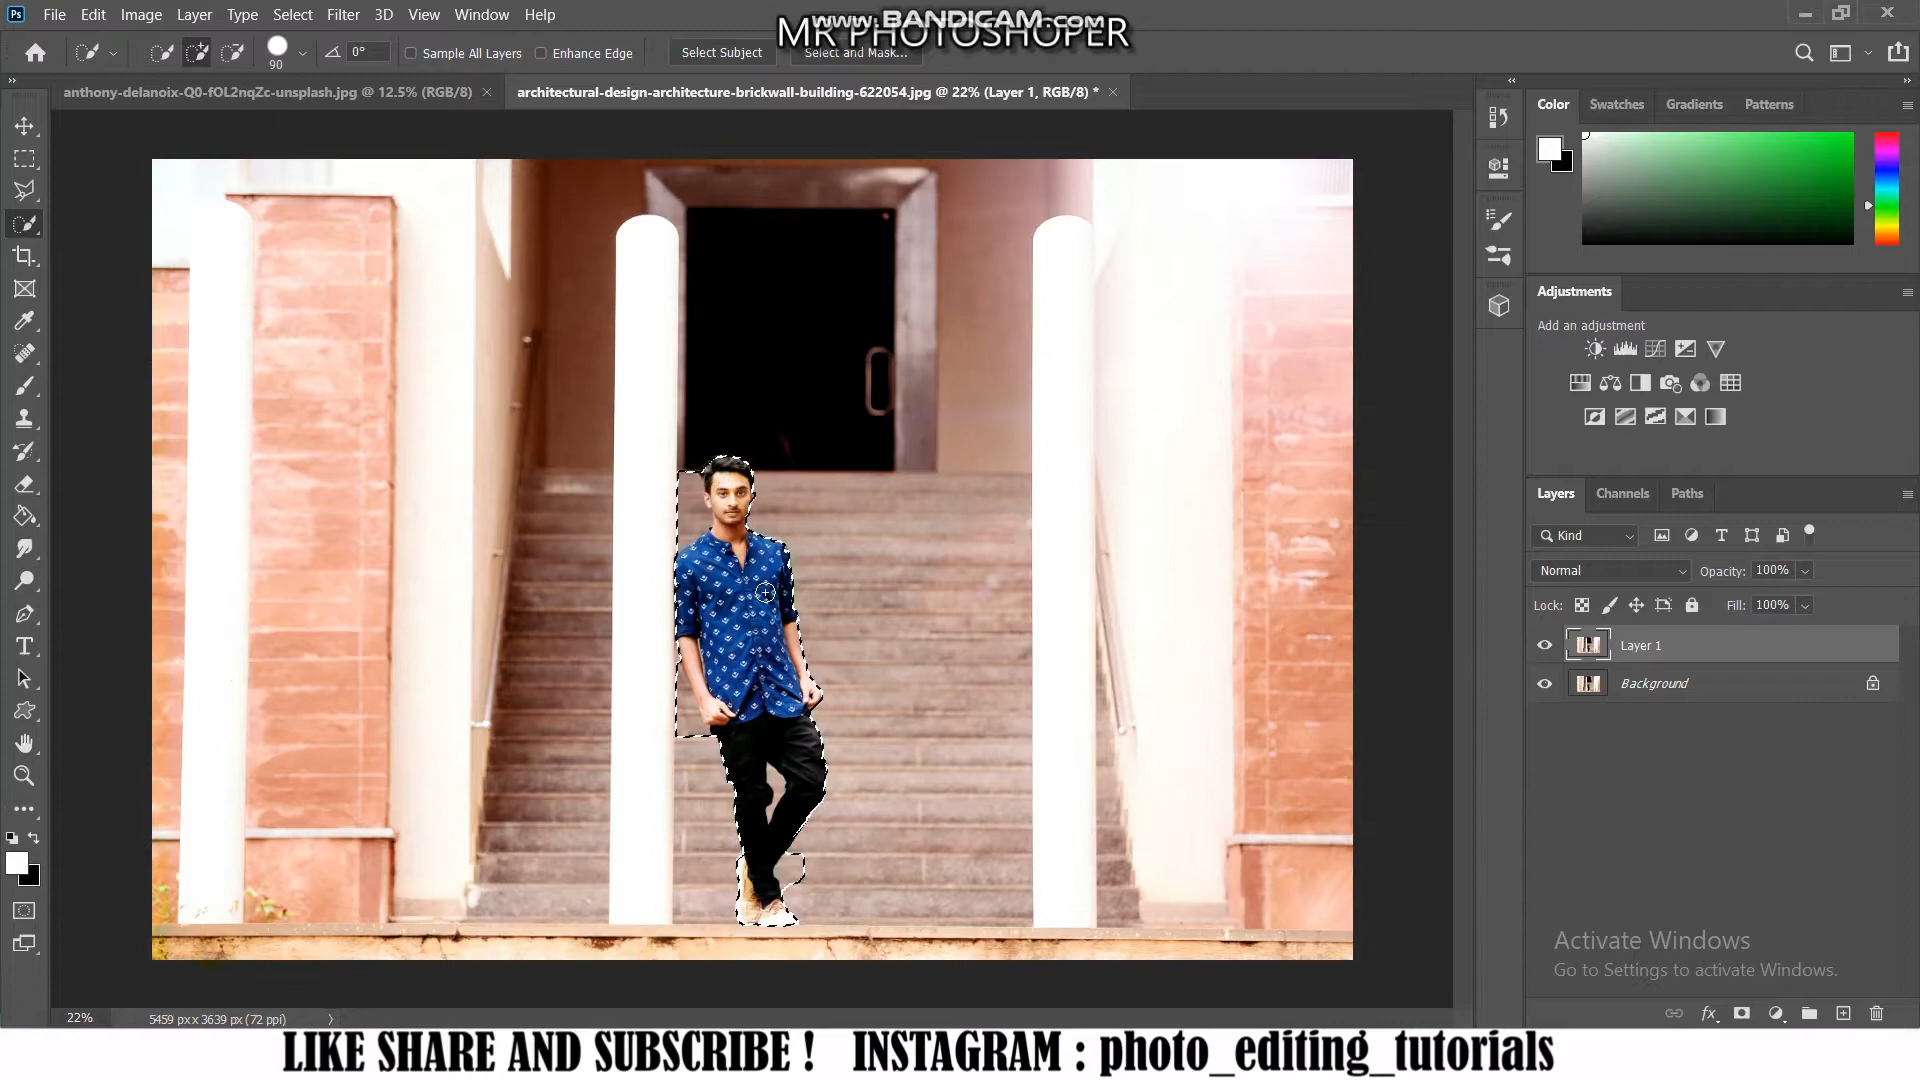 Ps File Edit Image Layer Type Select Filter 3D View Window Help
www.BANDICAM.com
MK PHOTOSHOPER
90
0°
Sample All Layers
Enhance Edge
Select Subject
Select and Mask...
anthony-delanoix-Q0-fOL2nqZc-unsplash.jpg @ 12.5% (RGB/8)
architectural-design-architecture-brickwall-building-622054.jpg @ 22% (Layer 1, RGB/8) *
Color Swatches Gradients Patterns
Adjustments
Add an adjustment
Layers Channels Paths
Kind
Normal Opacity: 100%
Lock: Fill: 100%
Layer 1
Background
fx
Activate Windows
Go to Settings to activate Windows.
22% 5459 px x 3639 px (72 ppi)
LIKE SHARE AND SUBSCRIBE ! INSTAGRAM : photo_editing_tutorials